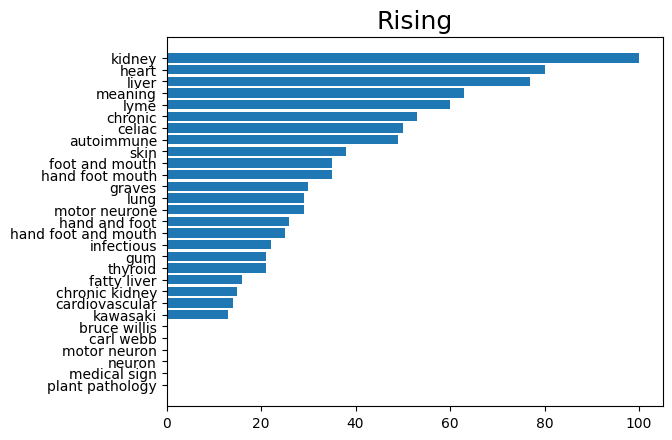 Rising
kidney
heart
liver
meaning
lyme
chronic
celiac
autoimmune
skin
foot and mouth
hand foot mouth
graves
lung
motor neurone
hand and foot
hand foot and mouth
infectious
gum
thyroid
fatty liver
chronic kidney
cardiovascular
kawasaki
bruce willis
carl webb
motor neuron
neuron
medical sign
plant pathology
0 20 40 60 80 100